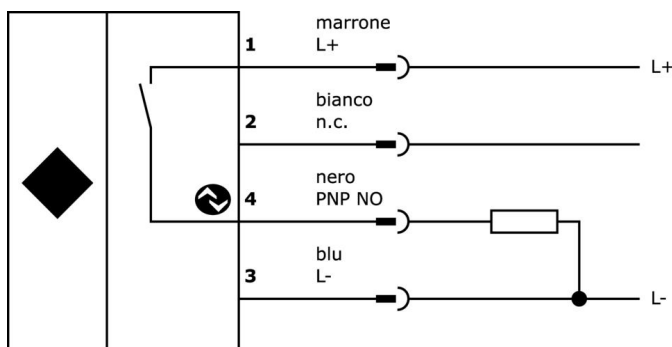 marrone
1 L+ L+
bianco
2 n.c.
nero
4 PNP NO
blu
3 L- L-